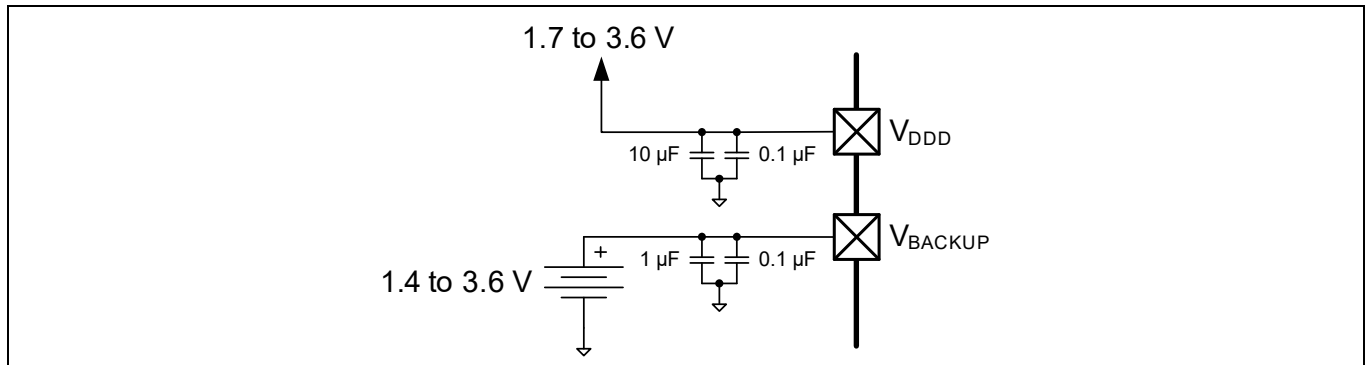 1.7 to 3.6 V
10 µF
0.1 µF
VDDD
1 µF
+
0.1 µF
VBACKUP
1.4 to 3.6 V